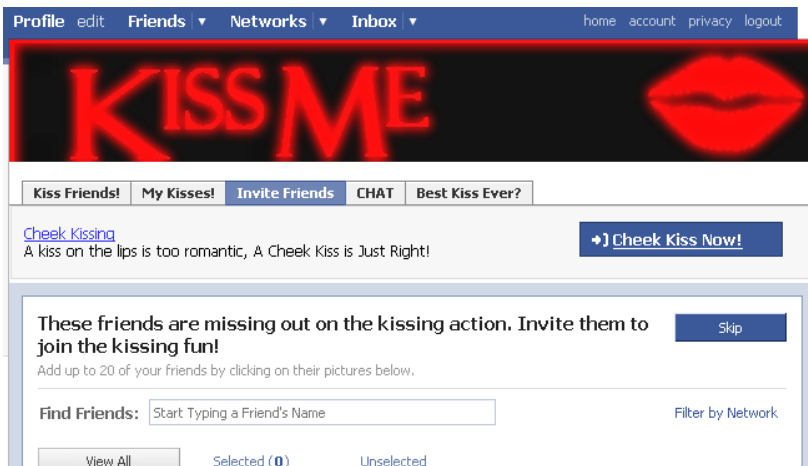 Profile edit Friends ▼ Networks ▼ Inbox ▼ home account privacy logout
KISS ME
Kiss Friends! My Kisses! Invite Friends CHAT Best Kiss Ever?
Cheek Kissing
A kiss on the lips is too romantic, A Cheek Kiss is Just Right!
Cheek Kiss Now!
These friends are missing out on the kissing action. Invite them to
join the kissing fun!
Skip
Add up to 20 of your friends by clicking on their pictures below.
Find Friends: Start Typing a Friend's Name Filter by Network
View All Selected (0) Unselected